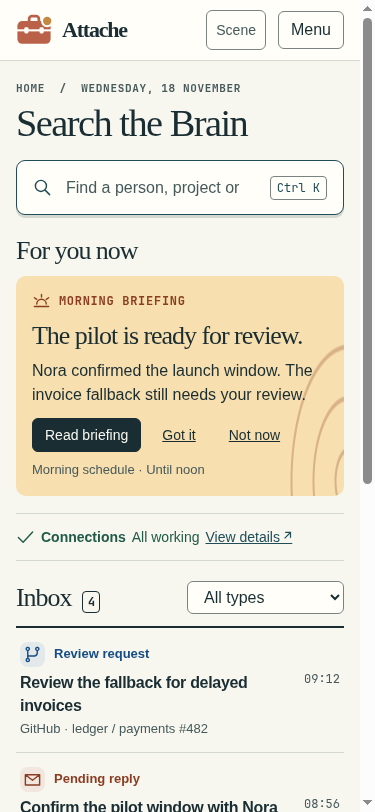 Attache
Scene
Menu
HOME / WEDNESDAY, 18 NOVEMBER
Search the Brain
Find a person, project or
Ctrl K
For you now
MORNING BRIEFING
The pilot is ready for review.
Nora confirmed the launch window. The
invoice fallback still needs your review.
Read briefing
Got it
Not now
Morning schedule · Until noon
Connections All working View details ↗
Inbox 4
All types
Review request
Review the fallback for delayed
invoices
09:12
GitHub · ledger / payments #482
Pending reply
Confirm the pilot window with Nora
08:56